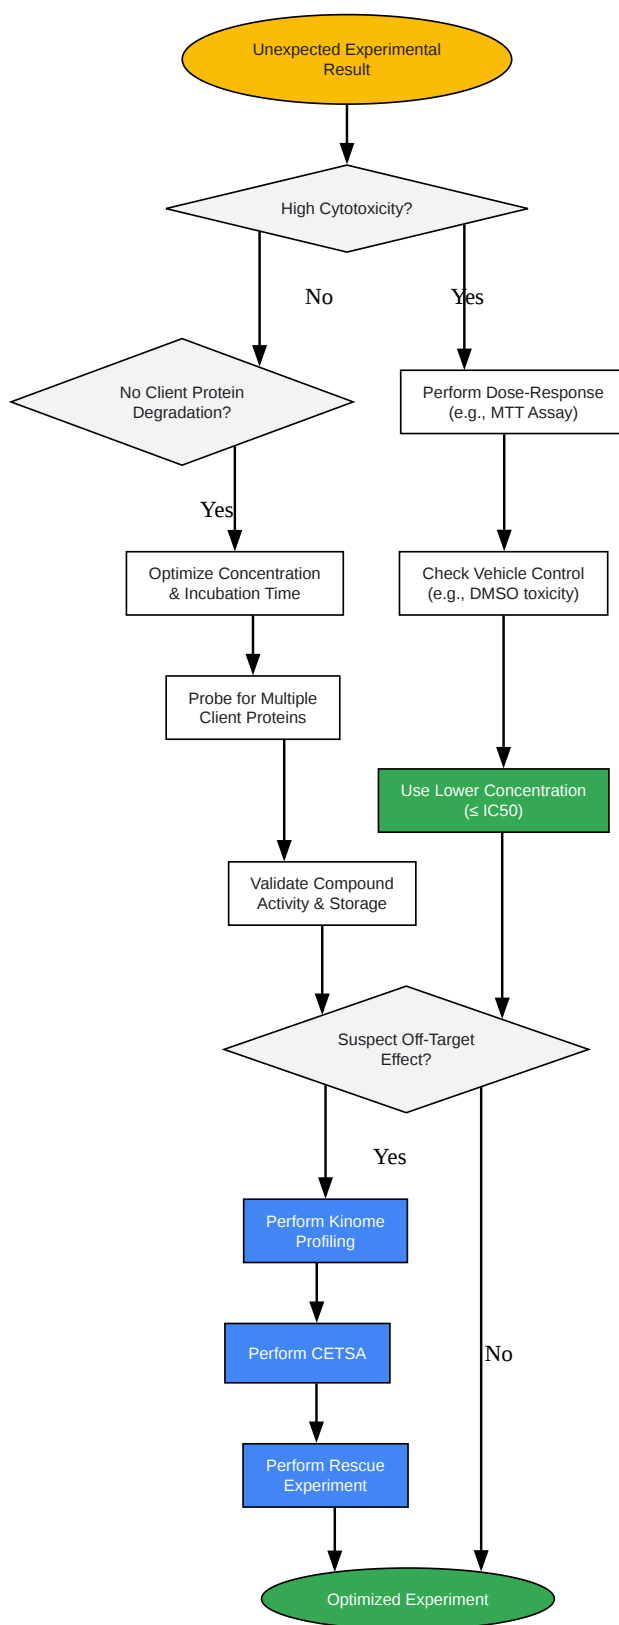 Unexpected Experimental
Result
High Cytotoxicity?
No
Yes
No Client Protein
Degradation?
Perform Dose-Response
(e.g., MTT Assay)
Yes
Optimize Concentration
& Incubation Time
Check Vehicle Control
(e.g., DMSO toxicity)
Probe for Multiple
Client Proteins
Use Lower Concentration
(≤ IC50)
Validate Compound
Activity & Storage
Suspect Off-Target
Effect?
Yes
Perform Kinome
Profiling
Perform CETSA
No
Perform Rescue
Experiment
Optimized Experiment